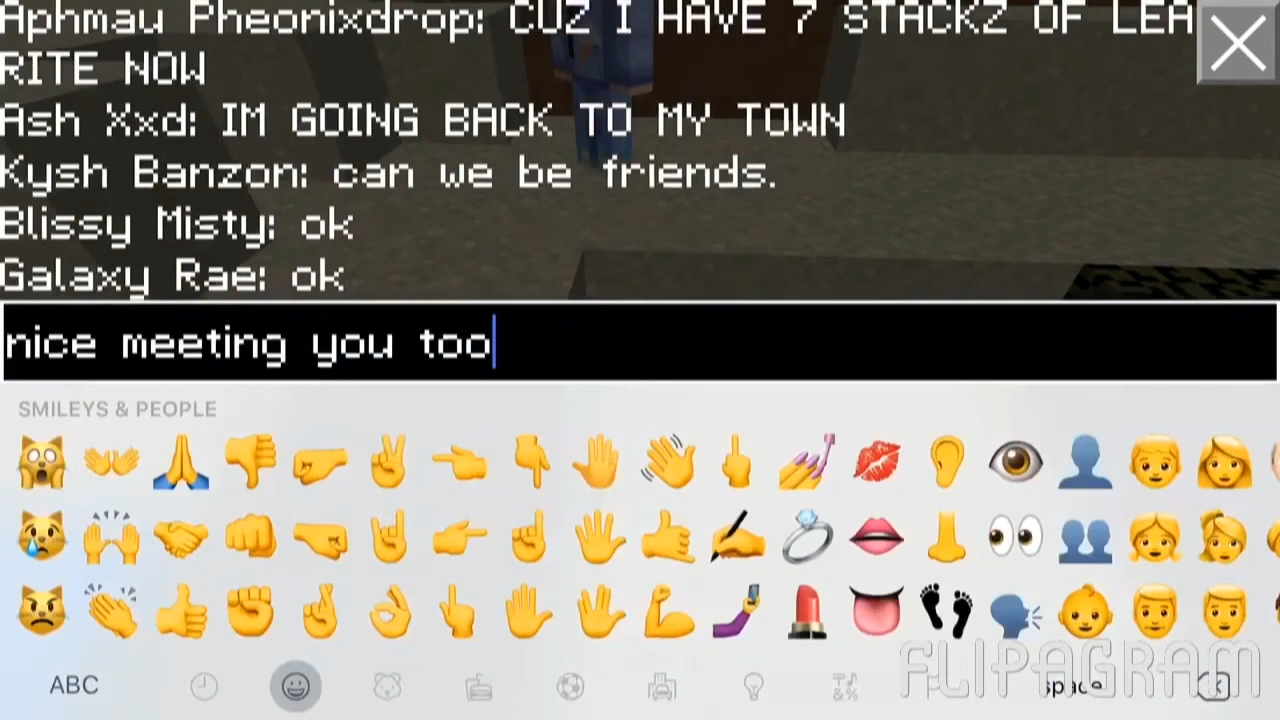 Aphmau Pheonixdrop: CUZ I HAVE 7 STACKZ OF LEA
RITE NOW
Ash Xxd: IM GOING BACK TO MY TOWN
Kysh Banzon: can we be friends.
Blissy Misty: ok
Galaxy Rae: ok
nice meeting you too
SMILEYS & PEOPLE
ABC
space
FLIPAGRAM